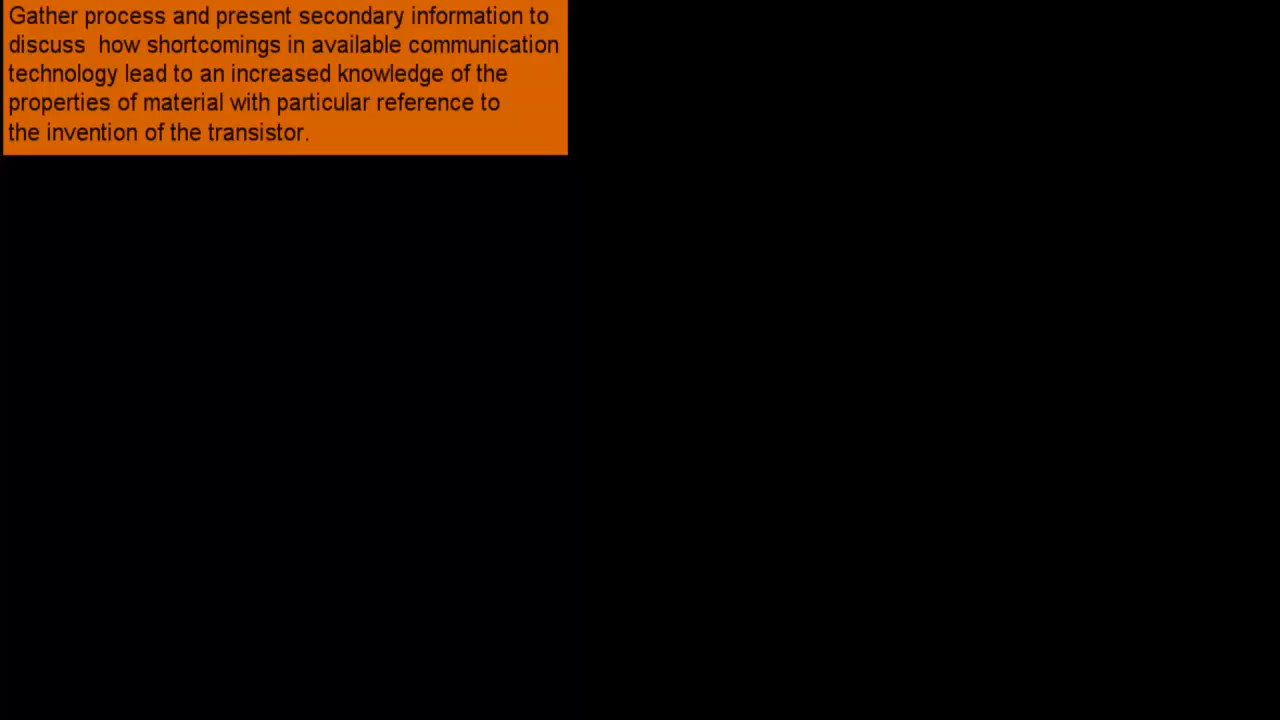 Gather process and present secondary information to
discuss  how shortcomings in available communication
technology lead to an increased knowledge of the
properties of material with particular reference to
the invention of the transistor.